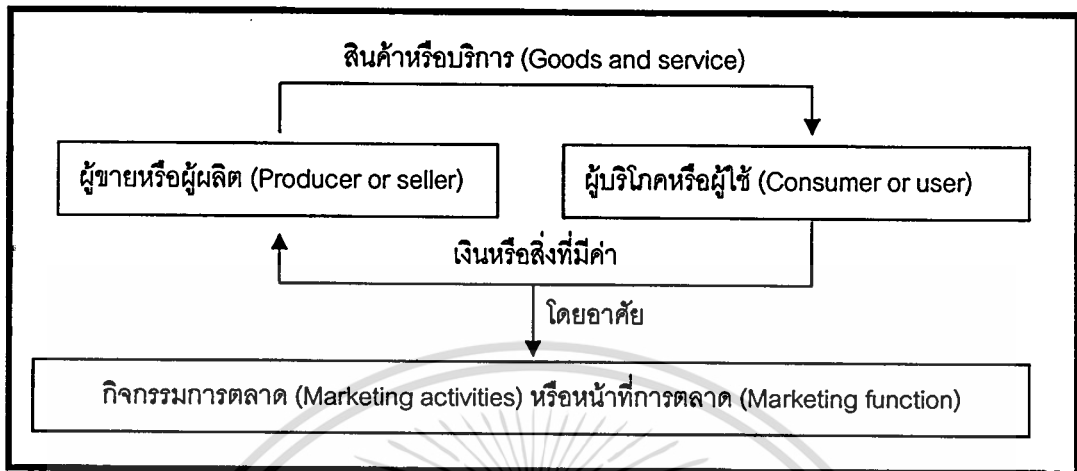 สินค้าหรือบริการ (Goods and service)
ผู้ขายหรือผู้ผลิต (Producer or seller)
ผู้บริโภคหรือผู้ใช้ (Consumer or user)
เงินหรือสิ่งที่มีค่า
โดยอาศัย
กิจกรรมการตลาด (Marketing activities) หรือหน้าที่การตลาด (Marketing function)